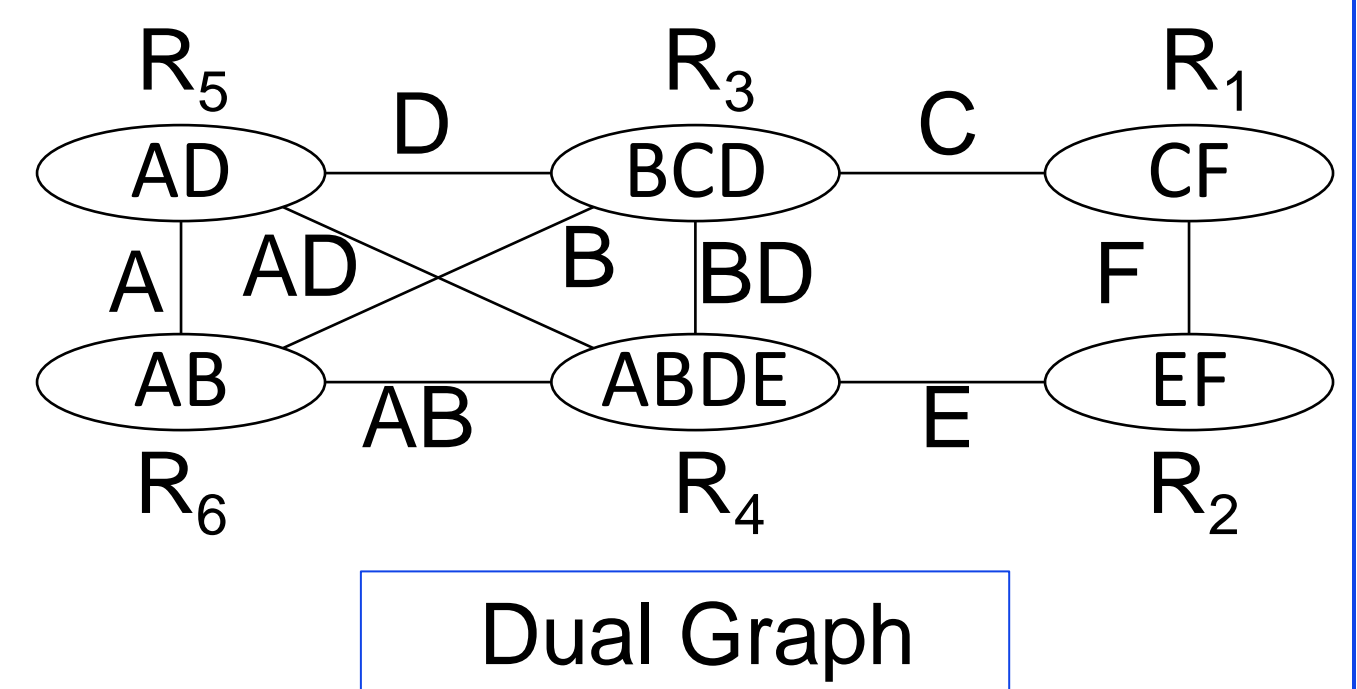 R5 R3 R1
D C
AD BCD CF
A AD B BD F
AB ABDE EF
AB E
R6 R4 R2
Dual Graph